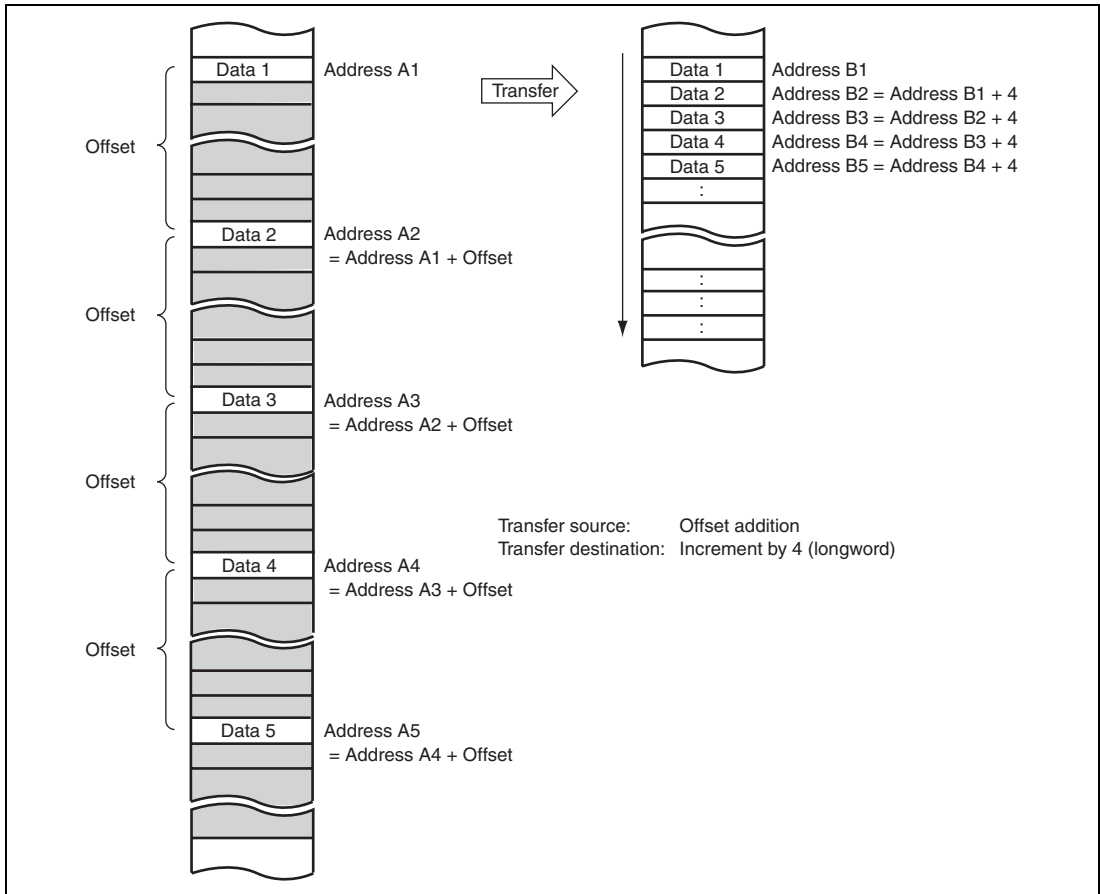 Data 1
Address A1
Offset
Data 2
Address A2
= Address A1 + Offset
Offset
Data 3
Address A3
= Address A2 + Offset
Offset
Data 4
Address A4
= Address A3 + Offset
Offset
Data 5
Address A5
= Address A4 + Offset
Transfer
Data 1
Address B1
Data 2
Address B2 = Address B1 + 4
Data 3
Address B3 = Address B2 + 4
Data 4
Address B4 = Address B3 + 4
Data 5
Address B5 = Address B4 + 4
:
:
:
:
Transfer source: Offset addition
Transfer destination: Increment by 4 (longword)